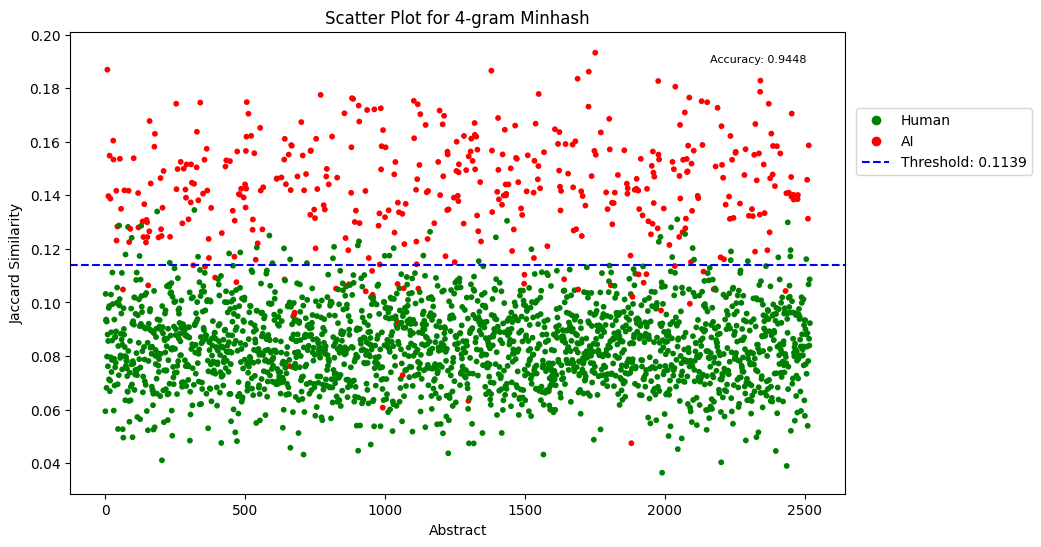 Scatter Plot for 4-gram Minhash
0.20
0.18
0.16
0.14
0.12
0.10
0.08
0.06
0.04
Jaccard Similarity
Accuracy: 0.9448
Human
AI
Threshold: 0.1139
0
500
1000
1500
2000
2500
Abstract